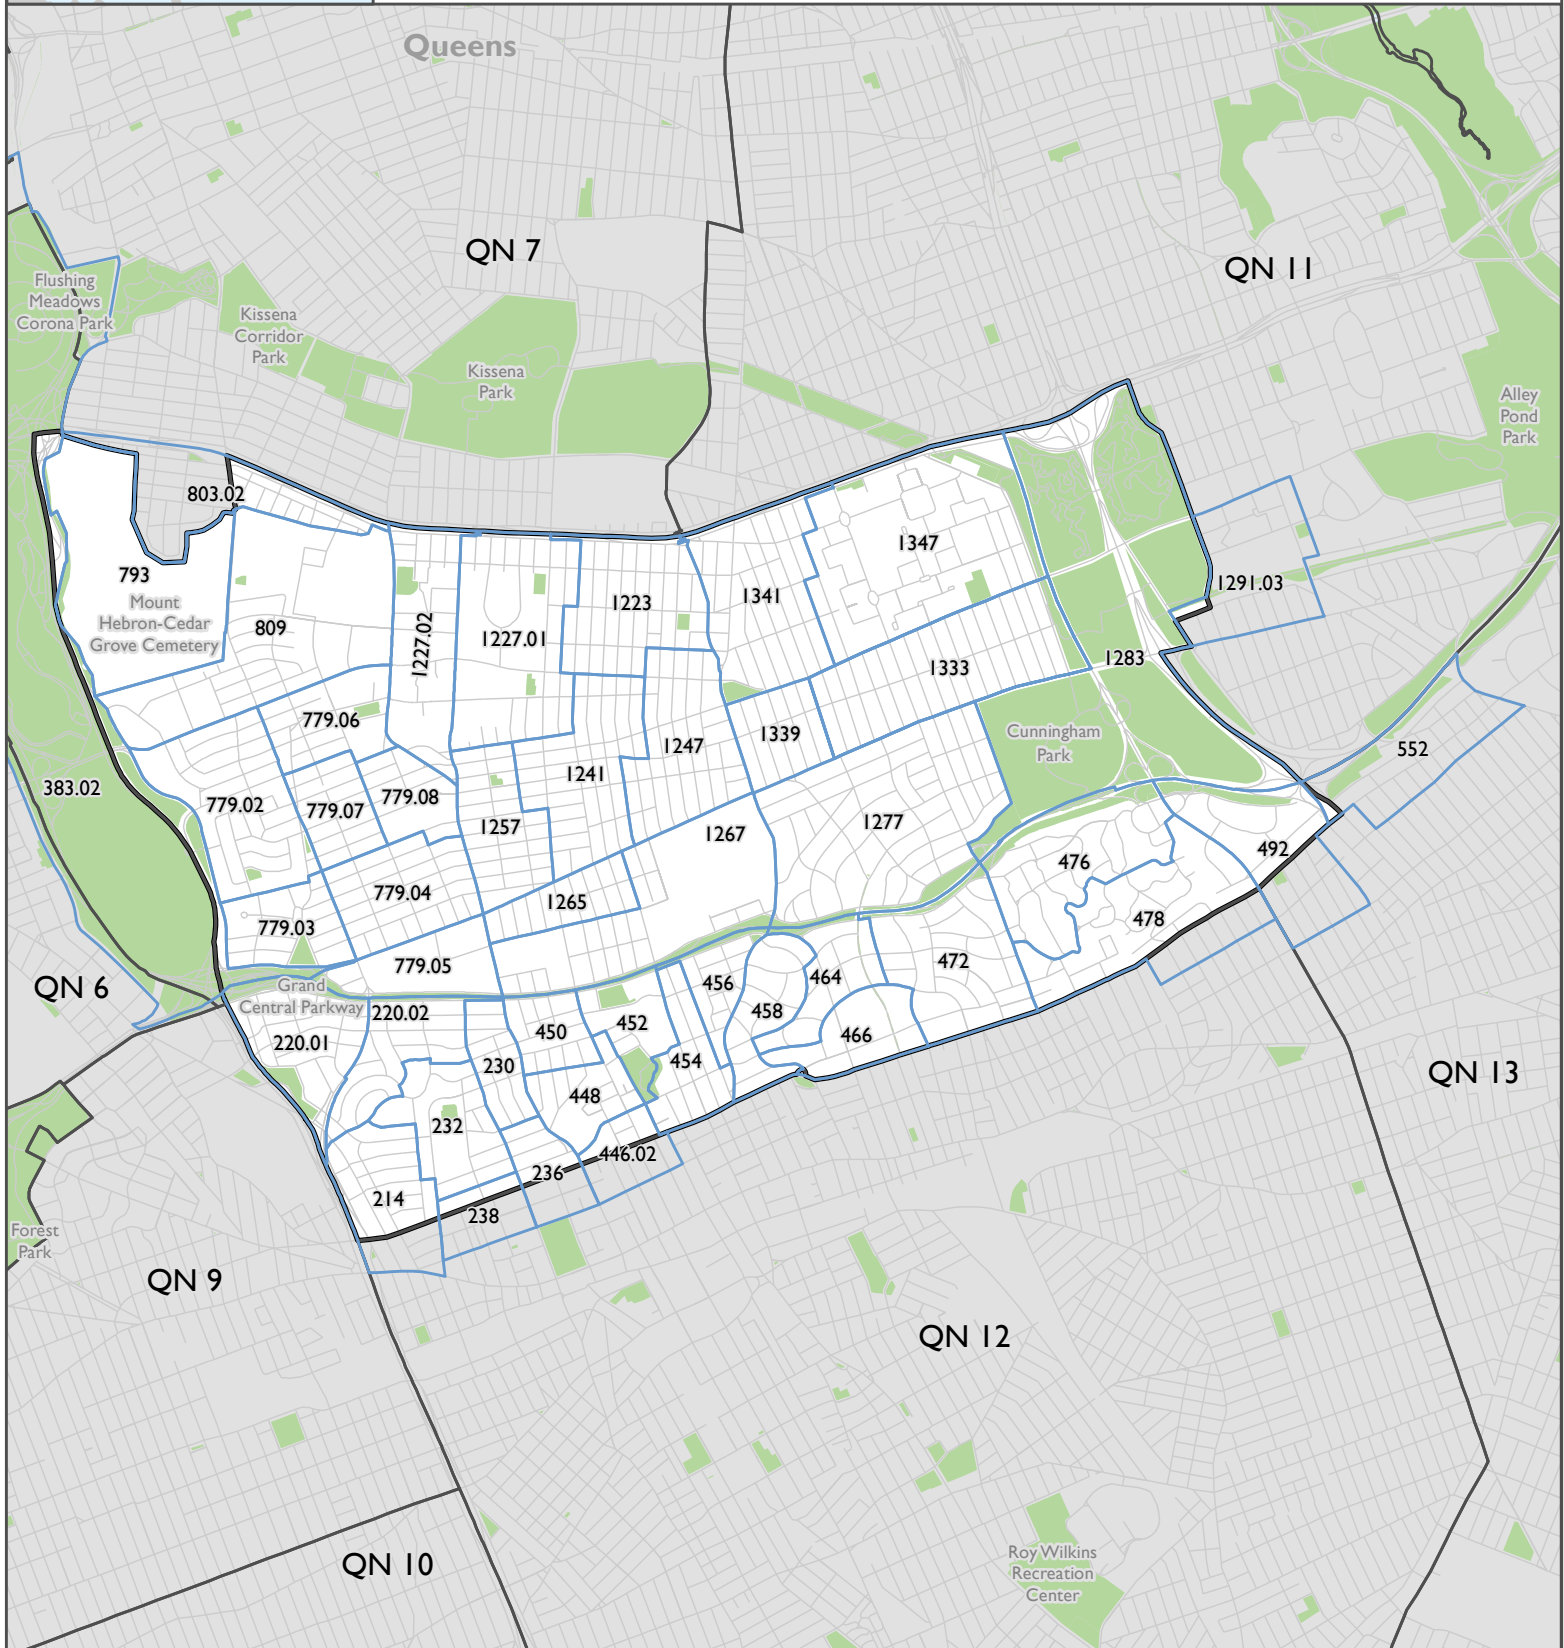 Queens
QN 7
QN 11
Flushing
Meadows
Corona Park
Kissena
Corridor
Park
Kissena
Park
Alley
Pond
Park
803.02
1347
793
1291.03
Mount
Hebron-Cedar
Grove Cemetery
1223
1341
809
1227.02
1227.01
1283
1333
779.06
1339
1247
Cunningham
Park
552
1241
383.02
779.08
779.02
779.07
1257
1267
1277
492
476
779.04
1265
478
779.03
779.05
472
464
456
QN 6
Grand
Central Parkway
220.02
458
452
450
466
220.01
454
230
QN 13
448
232
446.02
236
214
238
Forest
Park
QN 9
QN 12
QN 10
Roy Wilkins
Recreation
Center